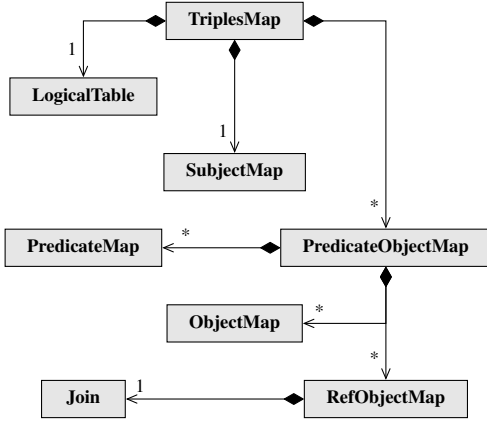 TriplesMap
1
LogicalTable
1
SubjectMap
*
PredicateMap
*
PredicateObjectMap
ObjectMap
*
*
Join
1
RefObjectMap